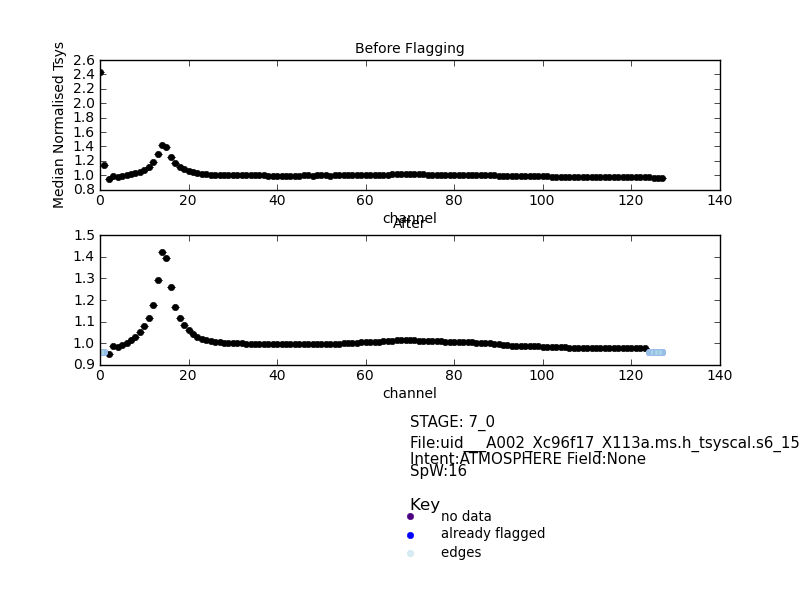 Before Flagging
Median Normalised Tsys
2.6
2.4
2.2
2.0
1.8
1.6
1.4
1.2
1.0
0.8
0 20 40 60 80 100 120 140
channel
After
1.5
1.4
1.3
1.2
1.1
1.0
0.9
0 20 40 60 80 100 120 140
channel
STAGE: 7_0
File:uid___A002_Xc96f17_X113a.ms.h_tsyscal.s6_15
Intent:ATMOSPHERE Field:None
SpW:16
Key
no data
already flagged
edges